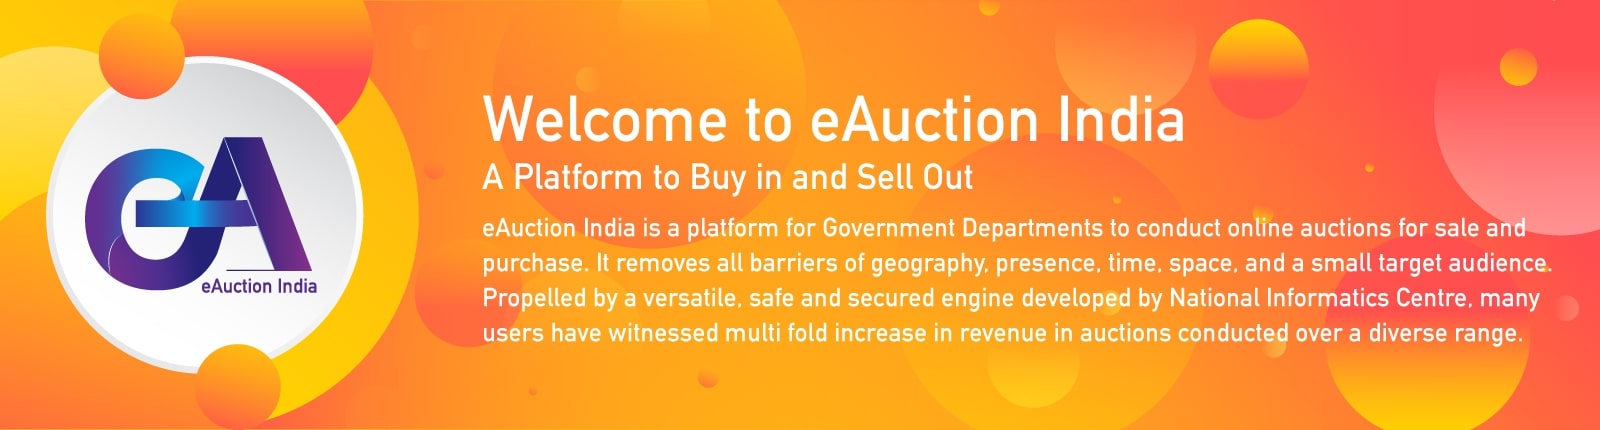 eA
eAuction India
Welcome to eAuction India
A Platform to Buy in and Sell Out
eAuction India is a platform for Government Departments to conduct online auctions for sale and
purchase. It removes all barriers of geography, presence, time, space, and a small target audience.
Propelled by a versatile, safe and secured engine developed by National Informatics Centre, many
users have witnessed multi fold increase in revenue in auctions conducted over a diverse range.